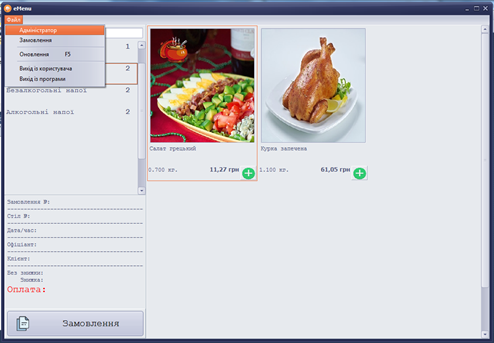 eMenu
Файл
Адміністратор
Замовлення
Оновлення F5
Вихід із користувача
Вихід із програми
1
2
Безалкогольні напої 2
Алкогольні напої 2
Салат грецький
0.700 кг. 11,27 грн
Курка запечена
1.100 кг. 61,05 грн
Замовлення №:
Стіл №:
Дата/час:
Офіціант:
Клієнт:
Без знижки:
Знижка:
Оплата:
Замовлення